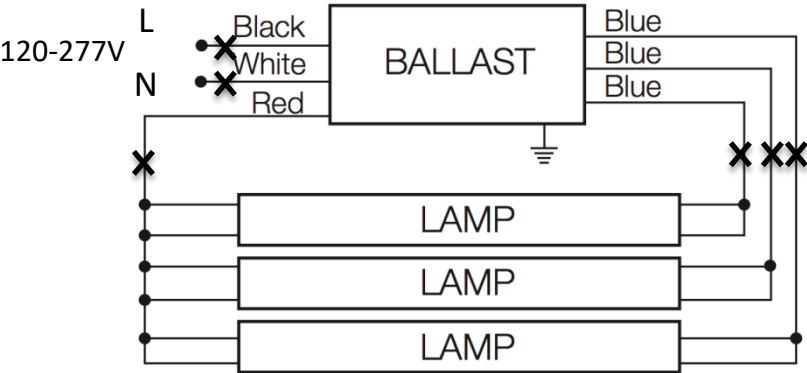 L
120-277V
N
Black
White
Red
BALLAST
Blue
Blue
Blue
LAMP
LAMP
LAMP